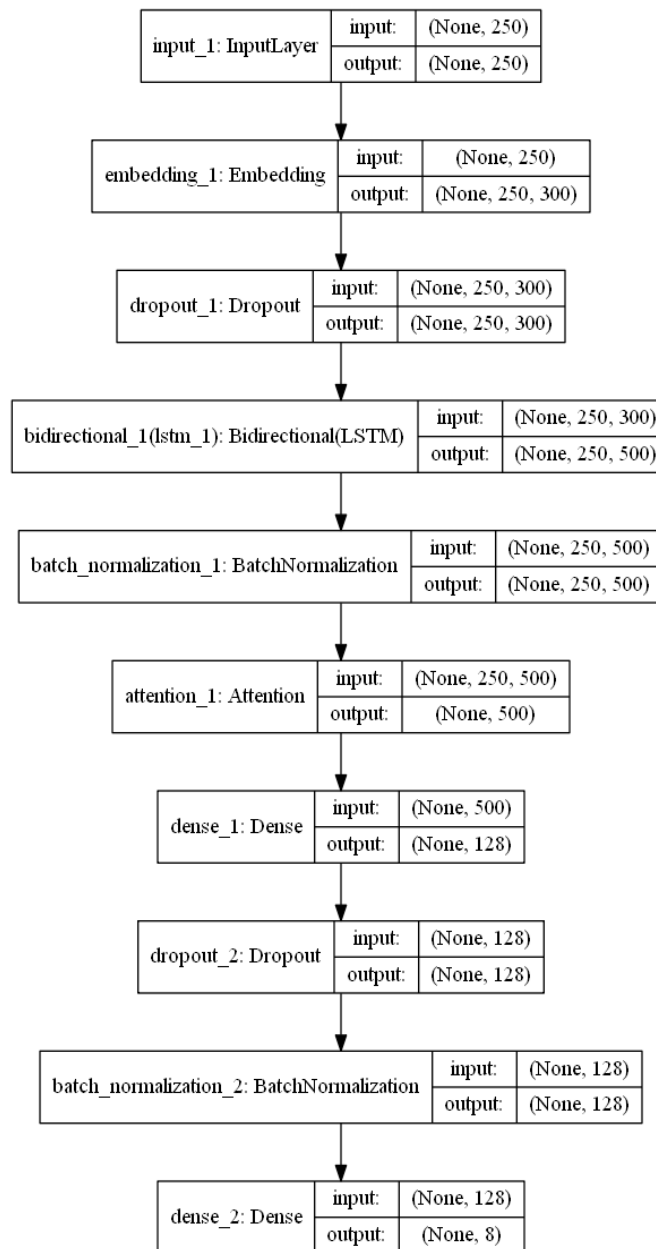 input_1: InputLayer
input: (None, 250)
output: (None, 250)
embedding_1: Embedding
input: (None, 250)
output: (None, 250, 300)
dropout_1: Dropout
input: (None, 250, 300)
output: (None, 250, 300)
bidirectional_1(lstm_1): Bidirectional(LSTM)
input: (None, 250, 300)
output: (None, 250, 500)
batch_normalization_1: BatchNormalization
input: (None, 250, 500)
output: (None, 250, 500)
attention_1: Attention
input: (None, 250, 500)
output: (None, 500)
dense_1: Dense
input: (None, 500)
output: (None, 128)
dropout_2: Dropout
input: (None, 128)
output: (None, 128)
batch_normalization_2: BatchNormalization
input: (None, 128)
output: (None, 128)
dense_2: Dense
input: (None, 128)
output: (None, 8)